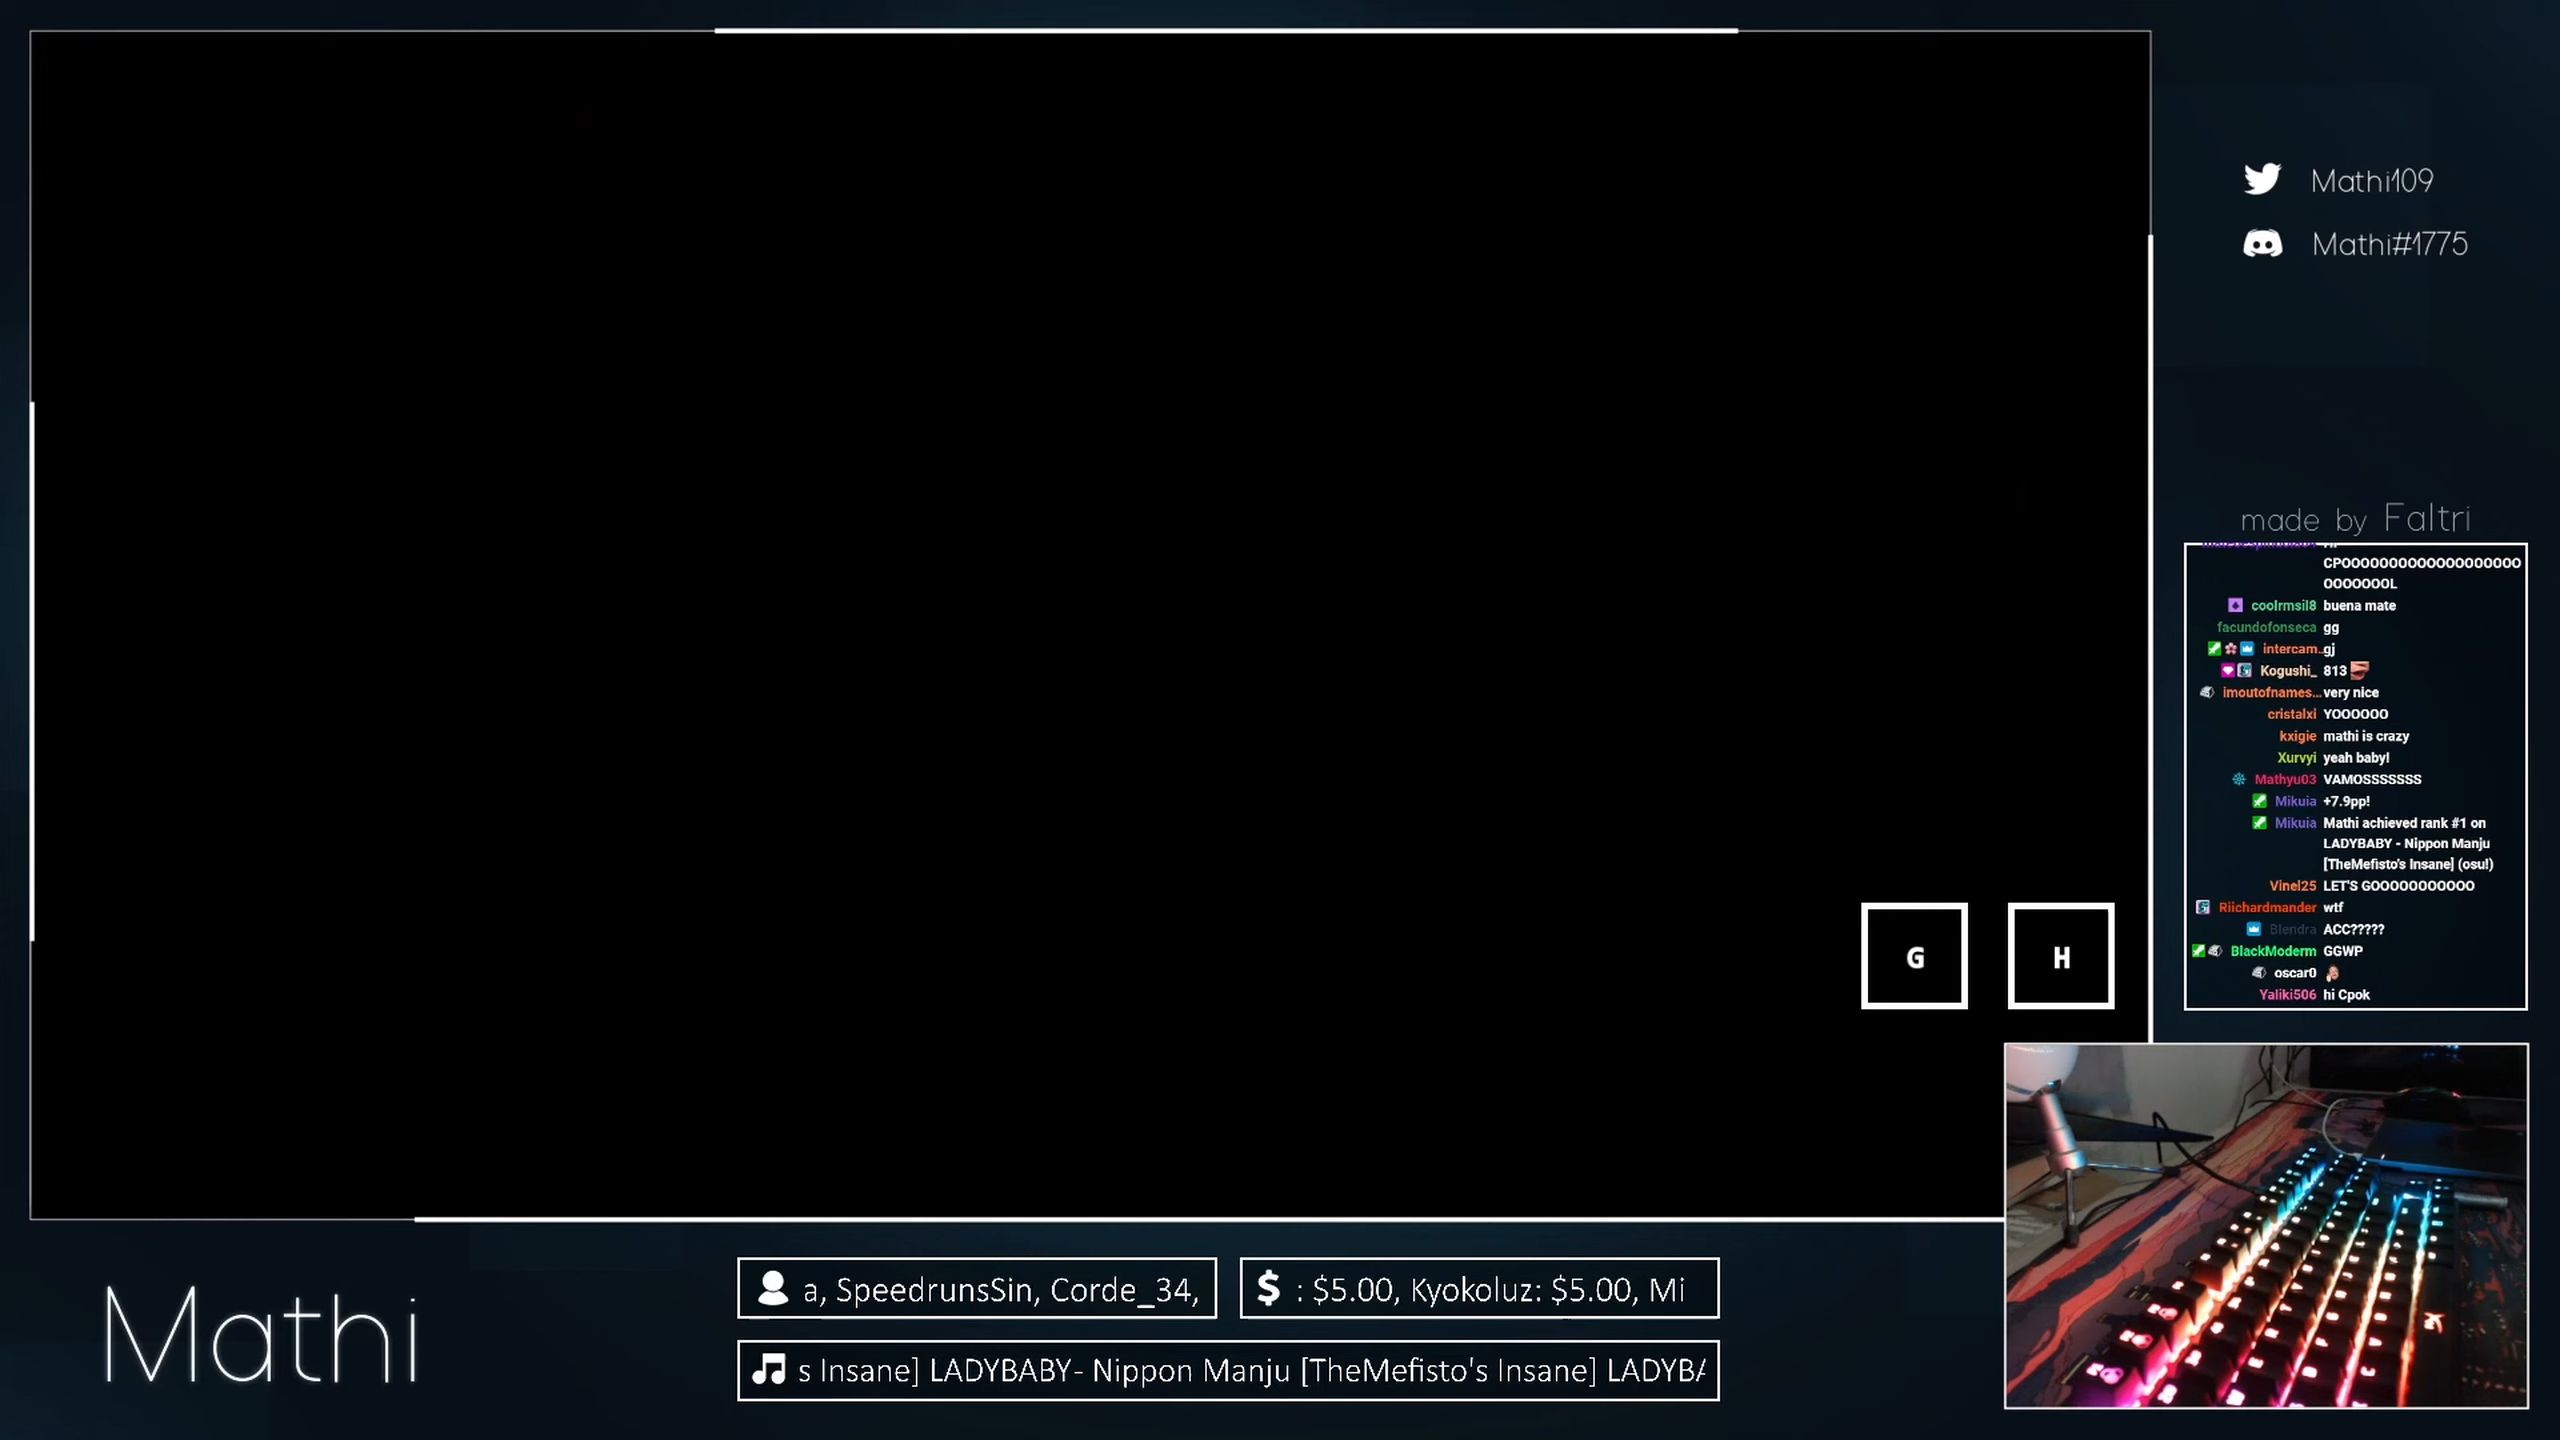 Mathi109
Mathi#1775
made by Faltri
CPOOOOOOOOOOOOOOOOOOO
OOOOOOOL
coolrmsil8 buena mate
facundofonseca gg
intercam.. gj
Kogushi_ 813
imoutofnames... very nice
cristalxi YOOOOOO
kxigie mathi is crazy
Xurvyi yeah baby!
Mathyu03 VAMOSSSSSSS
Mikuia +7.9pp!
Mikuia Mathi achieved rank #1 on
LADYBABY - Nippon Manju
[TheMefisto's Insane] (osu!)
Vinel25 LET'S GOOOOOOOOOOO
Riichardmander wtf
Blendra ACC?????
BlackModerm GGWP
oscar0
Yaliki506 hi Cpok
G H
Mathi
a, SpeedrunsSin, Corde_34,
$ : $5.00, Kyokoluz: $5.00, Mi
s Insane] LADYBABY- Nippon Manju [TheMefisto's Insane] LADYBA